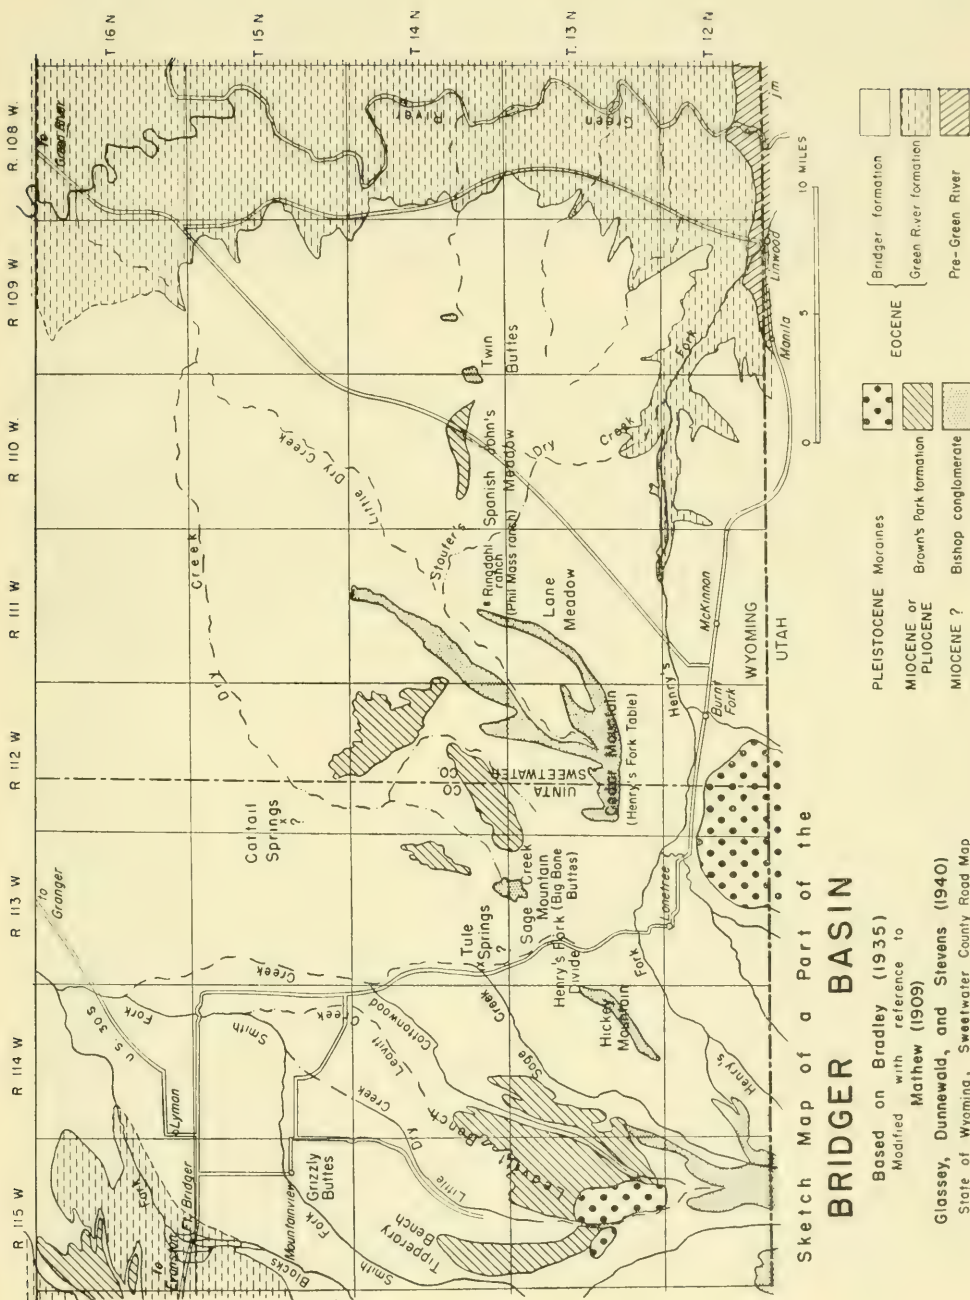 R 115 W
R 114 W
R 113 W
R 112 W
R 111 W
R 110 W.
R 109 W
R. 108 W.
T 16 N
T 15 N
T 14 N
T. 13 N
T 12 N
to
Evanston
Ft. Bridger
Fork
Blacks
Lyman
U.S. 30 S
Fork
to
Granger
Mountainview
Grizzly
Buttes
Smith
Fork
Smith
Creek
Creek
Cottonwood
Leavitt
Creek
Tipperary
Bench
Little
Dry
Creek
Leavitt Bench
Sage
Creek
Tule
Springs
x
?
Cattail
Springs
x
?
Dry
Creek
Little Dry Creek
to
Green River
Green
River
Henry's Fork
Divide
Hickey
Mountain
Sage Creek
Mountain
(Big Bone
Buttes)
UINTA CO.
SWEETWATER CO.
Cedar Mountain
(Henry's Fork Table)
Stouter's
Ringdahl
ranch
(Phil Mass ranch)
Lane
Meadow
Spanish John's
Meadow
Twin
Buttes
Dry
Creek
Henry's
Fork
Lonetree
Henry's
Fork
Burnt
Fork
McKinnon
WYOMING
UTAH
Manila
Linwood
jm
0 5 10 MILES
Sketch Map of a Part of the
BRIDGER BASIN
Based on Bradley (1935)
Modified with reference to
Mathew (1909)
Glassey, Dunnewald, and Stevens (1940)
State of Wyoming, Sweetwater County Road Map
PLEISTOCENE Moraines
MIOCENE or
PLIOCENE
Brown's Park formation
MIOCENE ? Bishop conglomerate
EOCENE
Bridger formation
Green River formation
Pre-Green River